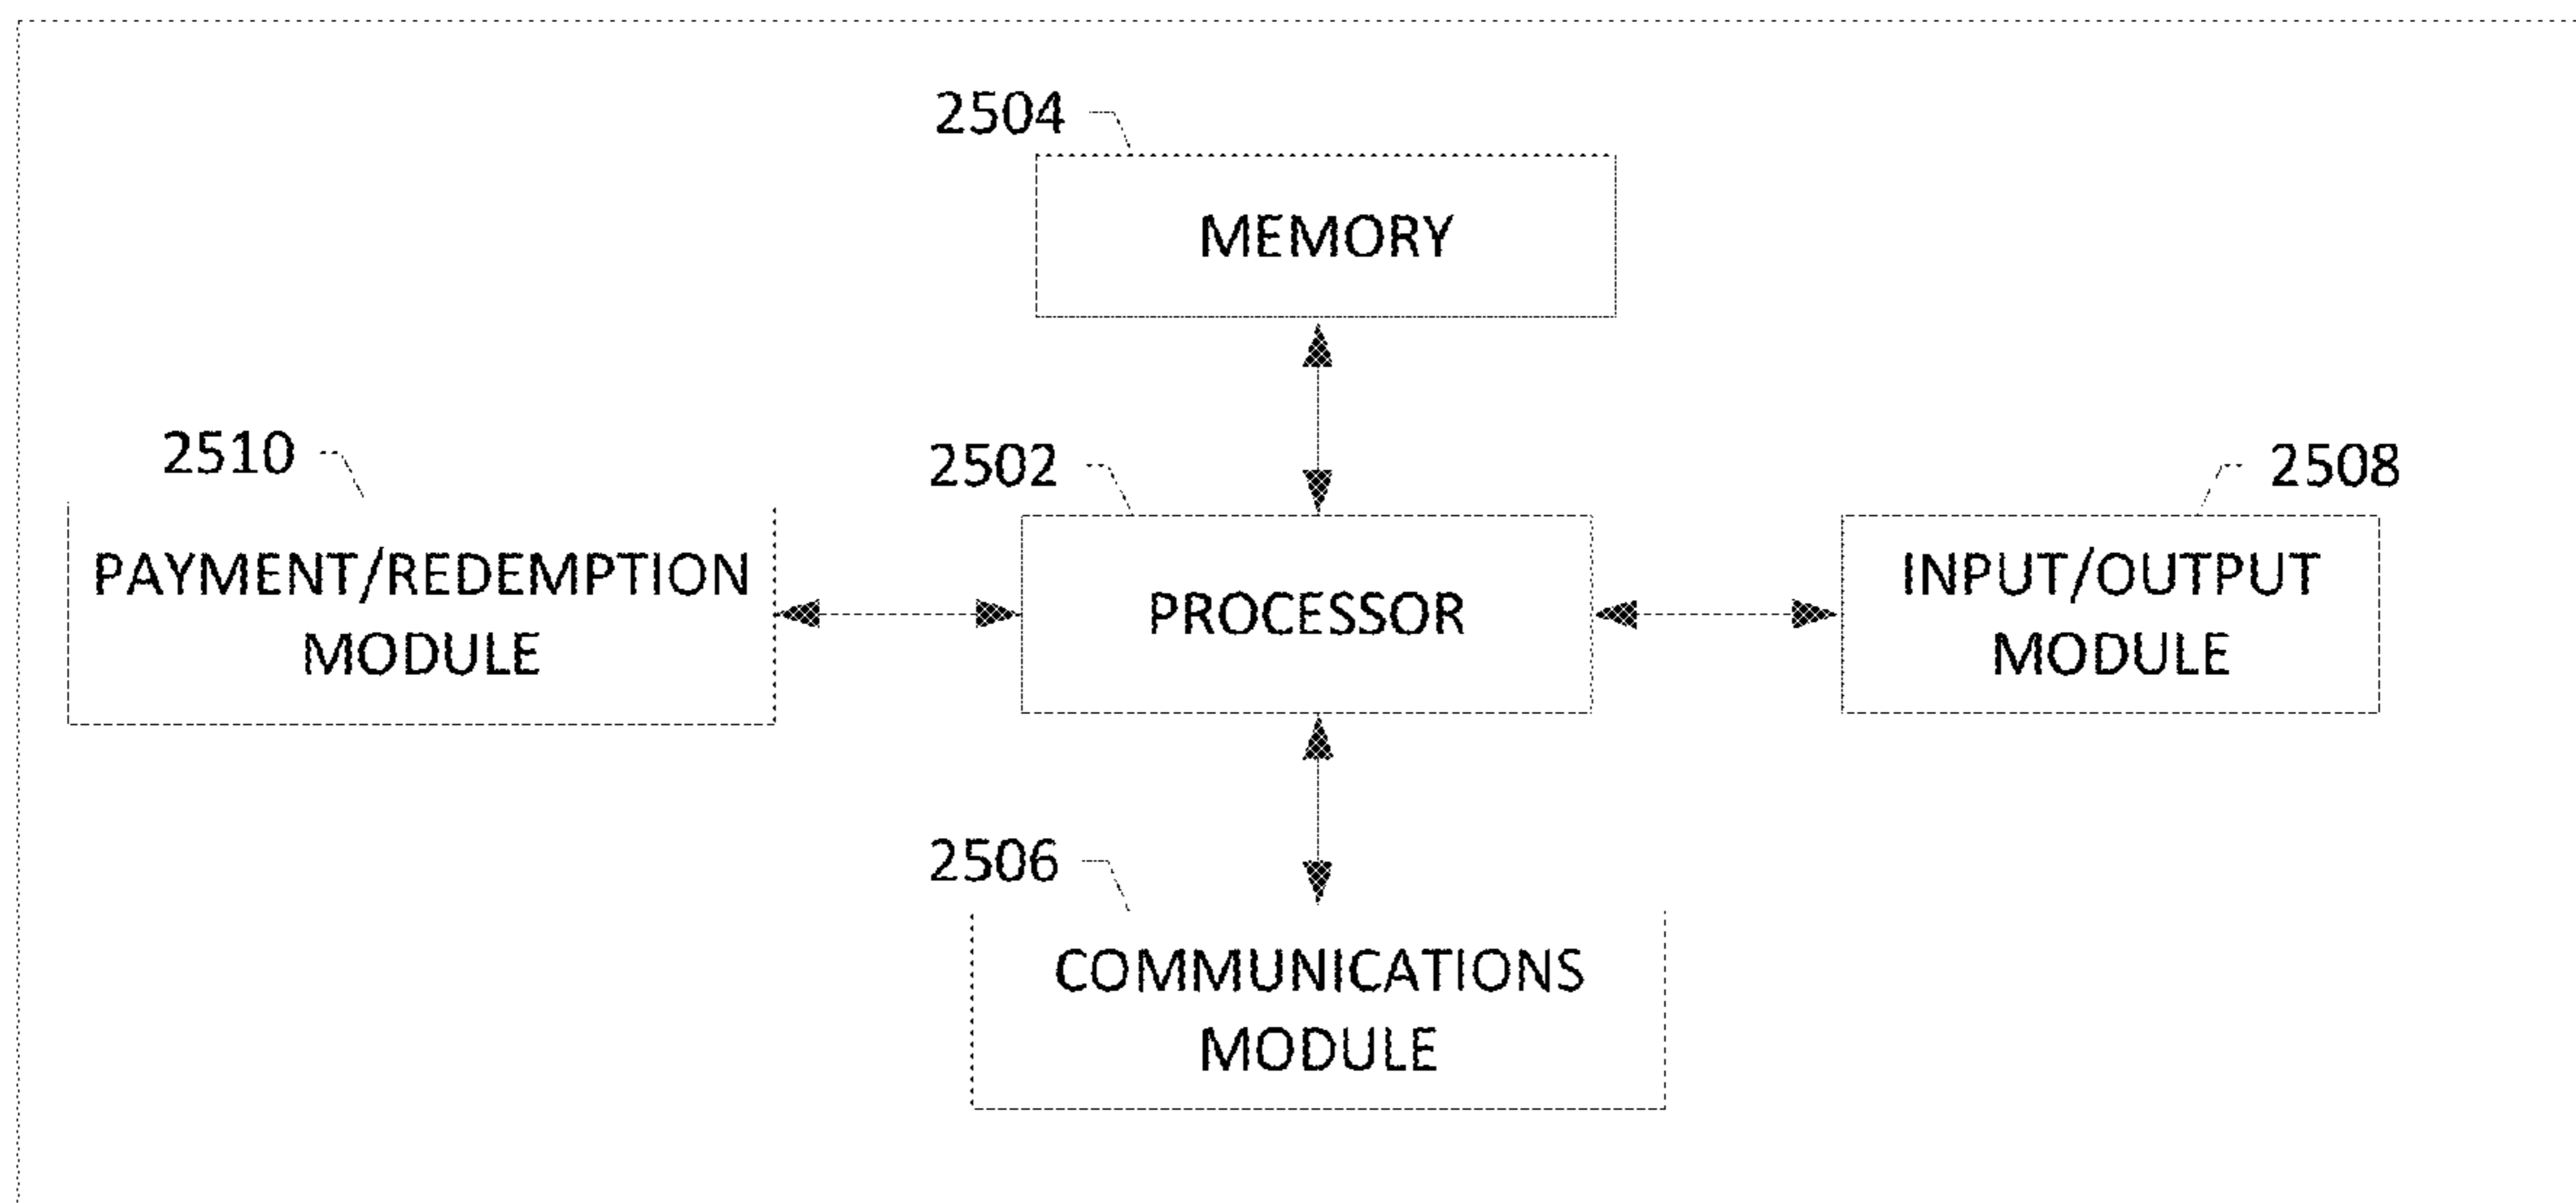 2504
MEMORY
2510
2502
2508
PAYMENT/REDEMPTION
MODULE
PROCESSOR
INPUT/OUTPUT
MODULE
2506
COMMUNICATIONS
MODULE